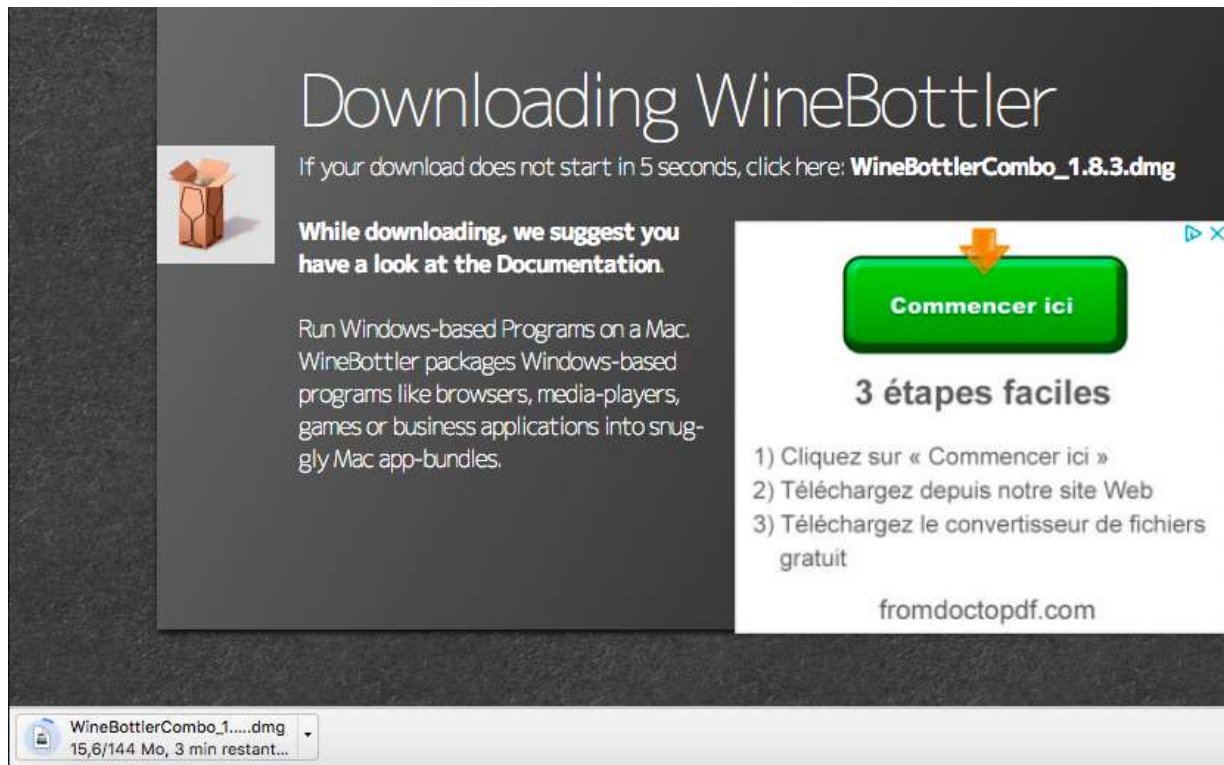 Downloading WineBottler
If your download does not start in 5 seconds, click here: WineBottlerCombo_1.8.3.dmg
While downloading, we suggest you
have a look at the Documentation.
Run Windows-based Programs on a Mac.
WineBottler packages Windows-based
programs like browsers, media-players,
games or business applications into snug-
gly Mac app-bundles.
Commencer ici
3 étapes faciles
1) Cliquez sur « Commencer ici »
2) Téléchargez depuis notre site Web
3) Téléchargez le convertisseur de fichiers
gratuit
fromdoctopdf.com
WineBottlerCombo_1.....dmg
15,6/144 Mo, 3 min restant...